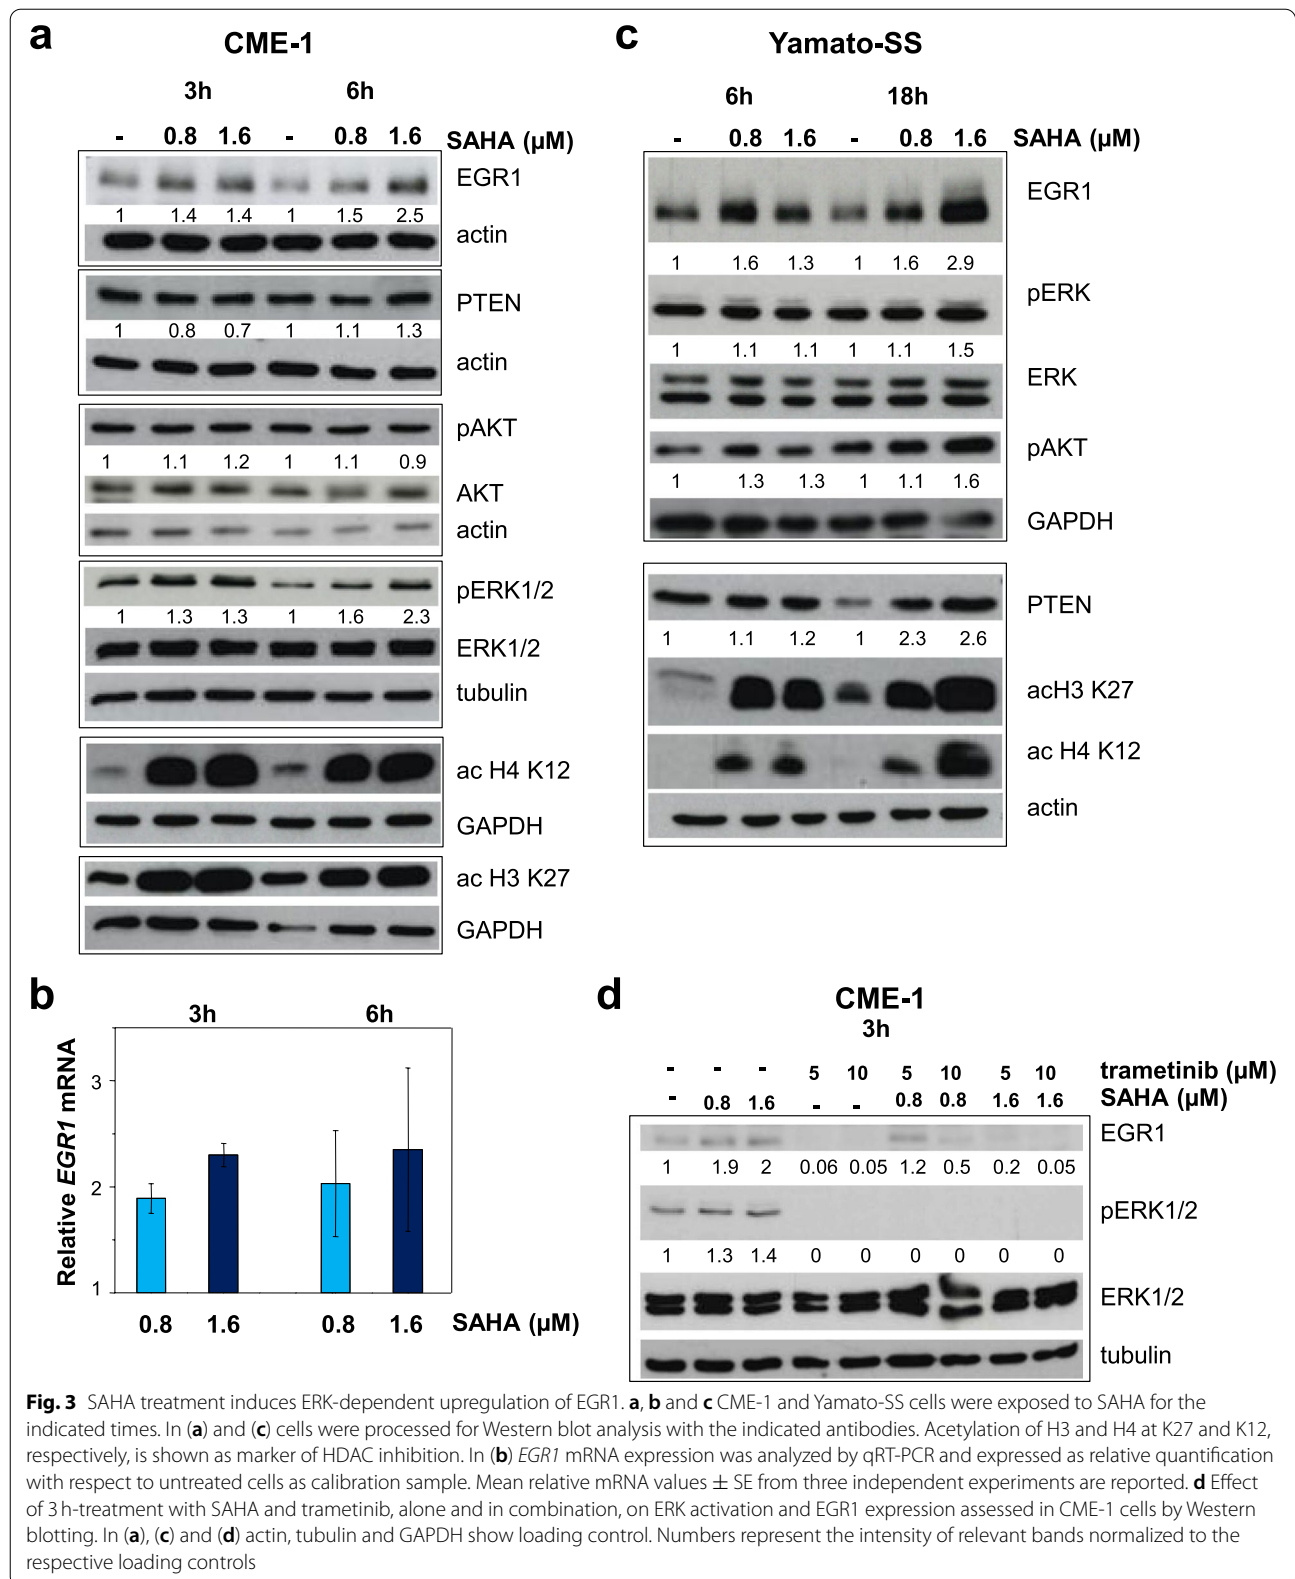 a
CME-1
3h 6h
- 0.8 1.6 - 0.8 1.6 SAHA (µM)
EGR1
1 1.4 1.4 1 1.5 2.5
actin
PTEN
1 0.8 0.7 1 1.1 1.3
actin
pAKT
1 1.1 1.2 1 1.1 0.9
AKT
actin
pERK1/2
1 1.3 1.3 1 1.6 2.3
ERK1/2
tubulin
ac H4 K12
GAPDH
ac H3 K27
GAPDH
c
Yamato-SS
6h 18h
- 0.8 1.6 - 0.8 1.6 SAHA (µM)
EGR1
1 1.6 1.3 1 1.6 2.9
pERK
1 1.1 1.1 1 1.1 1.5
ERK
pAKT
1 1.3 1.3 1 1.1 1.6
GAPDH
PTEN
1 1.1 1.2 1 2.3 2.6
acH3 K27
ac H4 K12
actin
b
3h 6h
Relative EGR1 mRNA
3
2
1
0.8 1.6 0.8 1.6 SAHA (µM)
d
CME-1
3h
- - - 5 10 5 10 5 10 trametinib (µM)
- 0.8 1.6 - - 0.8 0.8 1.6 1.6 SAHA (µM)
EGR1
1 1.9 2 0.06 0.05 1.2 0.5 0.2 0.05
pERK1/2
1 1.3 1.4 0 0 0 0 0 0
ERK1/2
tubulin
Fig. 3 SAHA treatment induces ERK-dependent upregulation of EGR1. a, b and c CME-1 and Yamato-SS cells were exposed to SAHA for the
indicated times. In (a) and (c) cells were processed for Western blot analysis with the indicated antibodies. Acetylation of H3 and H4 at K27 and K12,
respectively, is shown as marker of HDAC inhibition. In (b) EGR1 mRNA expression was analyzed by qRT-PCR and expressed as relative quantification
with respect to untreated cells as calibration sample. Mean relative mRNA values ± SE from three independent experiments are reported. d Effect
of 3 h-treatment with SAHA and trametinib, alone and in combination, on ERK activation and EGR1 expression assessed in CME-1 cells by Western
blotting. In (a), (c) and (d) actin, tubulin and GAPDH show loading control. Numbers represent the intensity of relevant bands normalized to the
respective loading controls